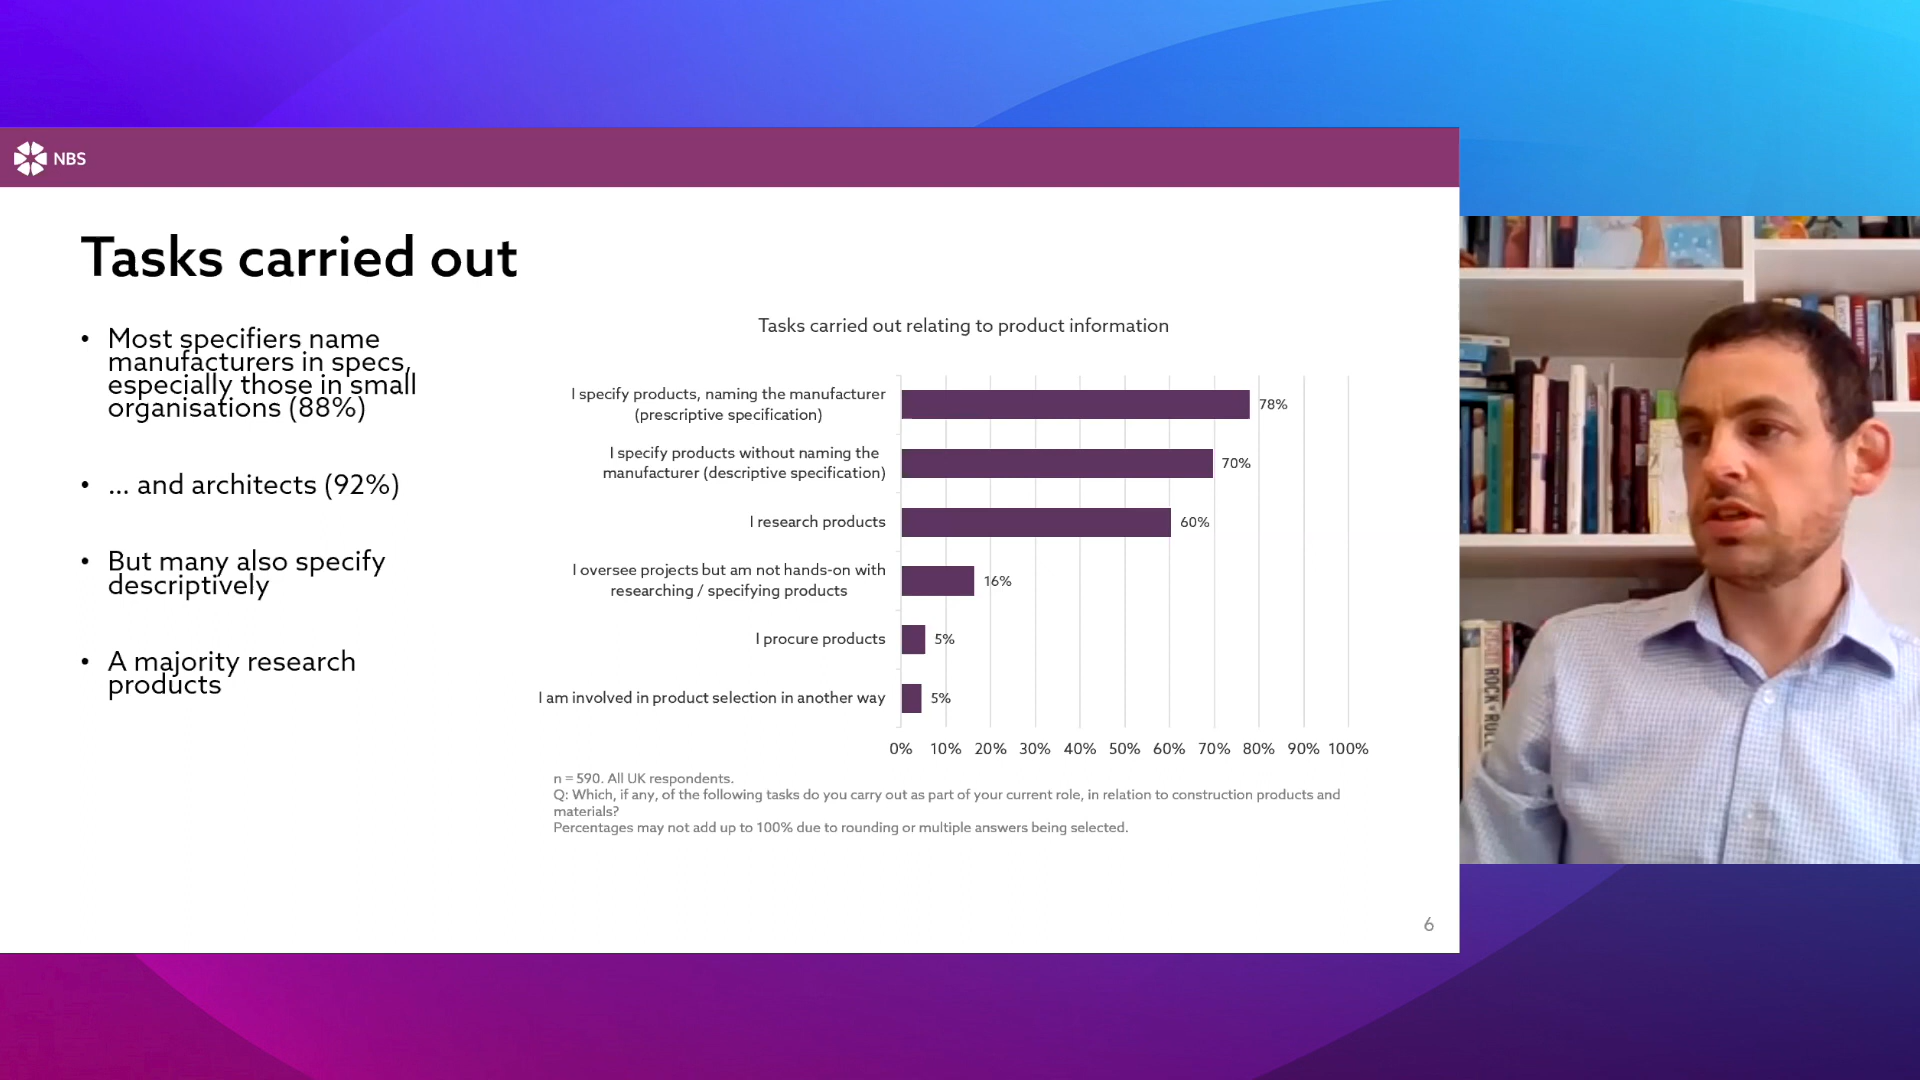 NBS
Tasks carried out
• Most specifiers name
manufacturers in specs,
especially those in small
organisations (88%)
• ... and architects (92%)
• But many also specify
descriptively
• A majority research
products
Tasks carried out relating to product information
I specify products, naming the manufacturer
(prescriptive specification)
78%
I specify products without naming the
manufacturer (descriptive specification)
70%
I research products
60%
I oversee projects but am not hands-on with
researching / specifying products
16%
I procure products
5%
I am involved in product selection in another way
5%
0% 10% 20% 30% 40% 50% 60% 70% 80% 90% 100%
n = 590. All UK respondents.
Q: Which, if any, of the following tasks do you carry out as part of your current role, in relation to construction products and
materials?
Percentages may not add up to 100% due to rounding or multiple answers being selected.
6
ROCK